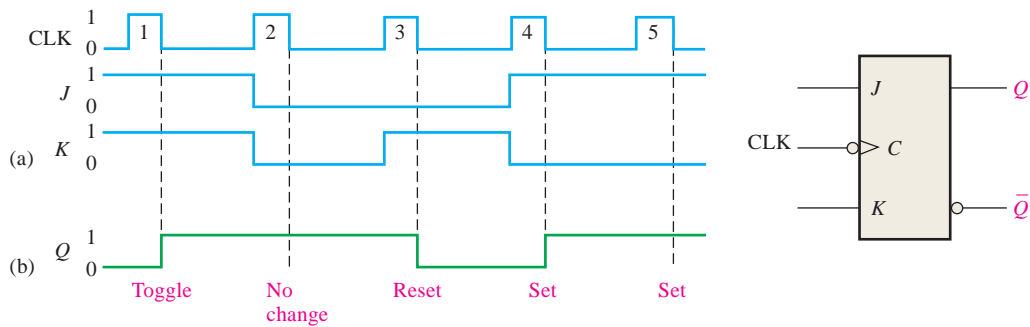 1
CLK 1 2 3 4 5
0
1
J
0
1
(a) K
0
1
(b) Q
0
Toggle No change Reset Set Set
J Q
CLK C
K Q̅